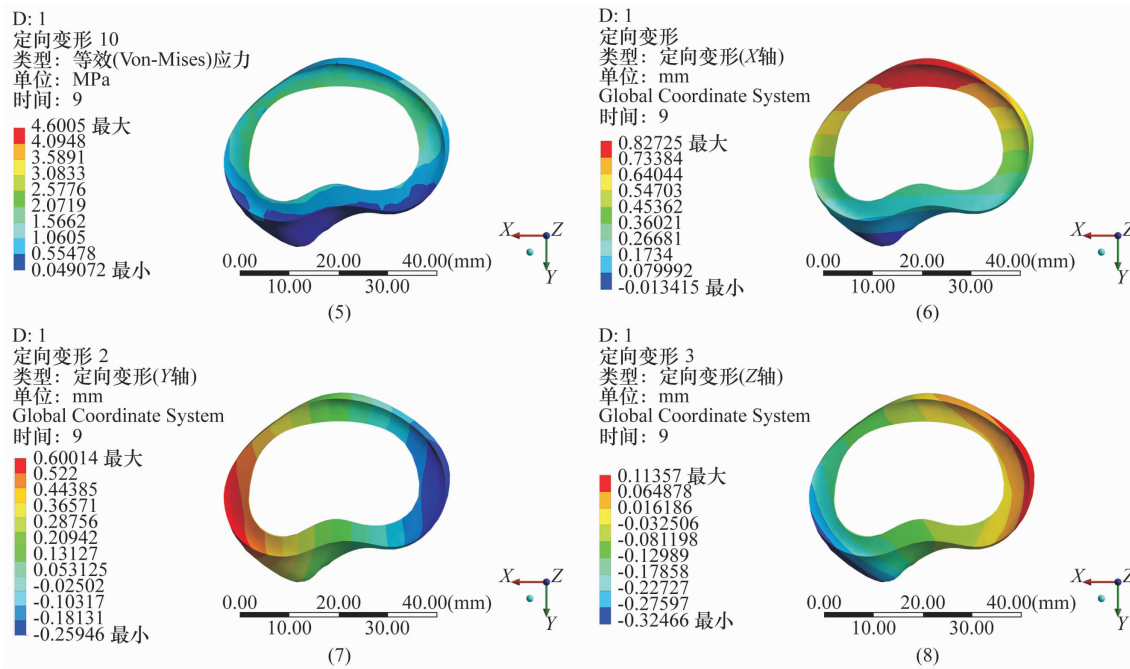 D: 1
定向变形 10
类型：等效(Von-Mises)应力
单位：MPa
时间：9
4.6005 最大
4.0948
3.5891
3.0833
2.5776
2.0719
1.5662
1.0605
0.55478
0.049072 最小
X
Z
Y
0.00 20.00 40.00(mm)
10.00 30.00
(5)
D: 1
定向变形
类型：定向变形(X轴)
单位：mm
Global Coordinate System
时间：9
0.82725 最大
0.73384
0.64044
0.54703
0.45362
0.36021
0.26681
0.1734
0.079992
-0.013415 最小
X
Z
Y
0.00 20.00 40.00(mm)
10.00 30.00
(6)
D: 1
定向变形 2
类型：定向变形(Y轴)
单位：mm
Global Coordinate System
时间：9
0.60014 最大
0.522
0.44385
0.36571
0.28756
0.20942
0.13127
0.053125
-0.02502
-0.10317
-0.18131
-0.25946 最小
X
Z
Y
0.00 20.00 40.00(mm)
10.00 30.00
(7)
D: 1
定向变形 3
类型：定向变形(Z轴)
单位：mm
Global Coordinate System
时间：9
0.11357 最大
0.064878
0.016186
-0.032506
-0.081198
-0.12989
-0.17858
-0.22727
-0.27597
-0.32466 最小
X
Z
Y
0.00 20.00 40.00(mm)
10.00 30.00
(8)